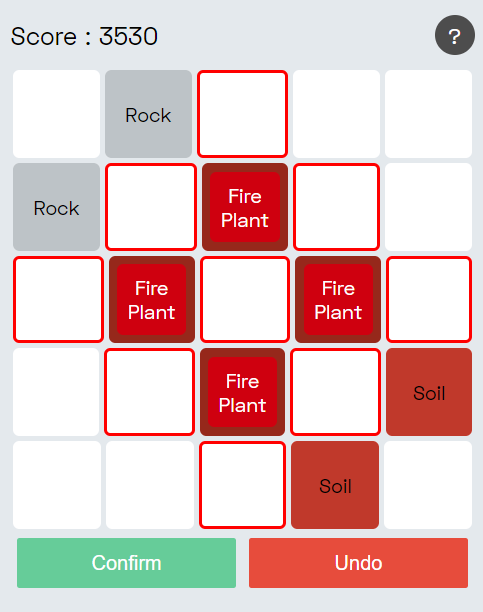 Score : 3530
?
Rock
Rock
Fire
Plant
Fire
Plant
Fire
Plant
Fire
Plant
Soil
Soil
Confirm
Undo